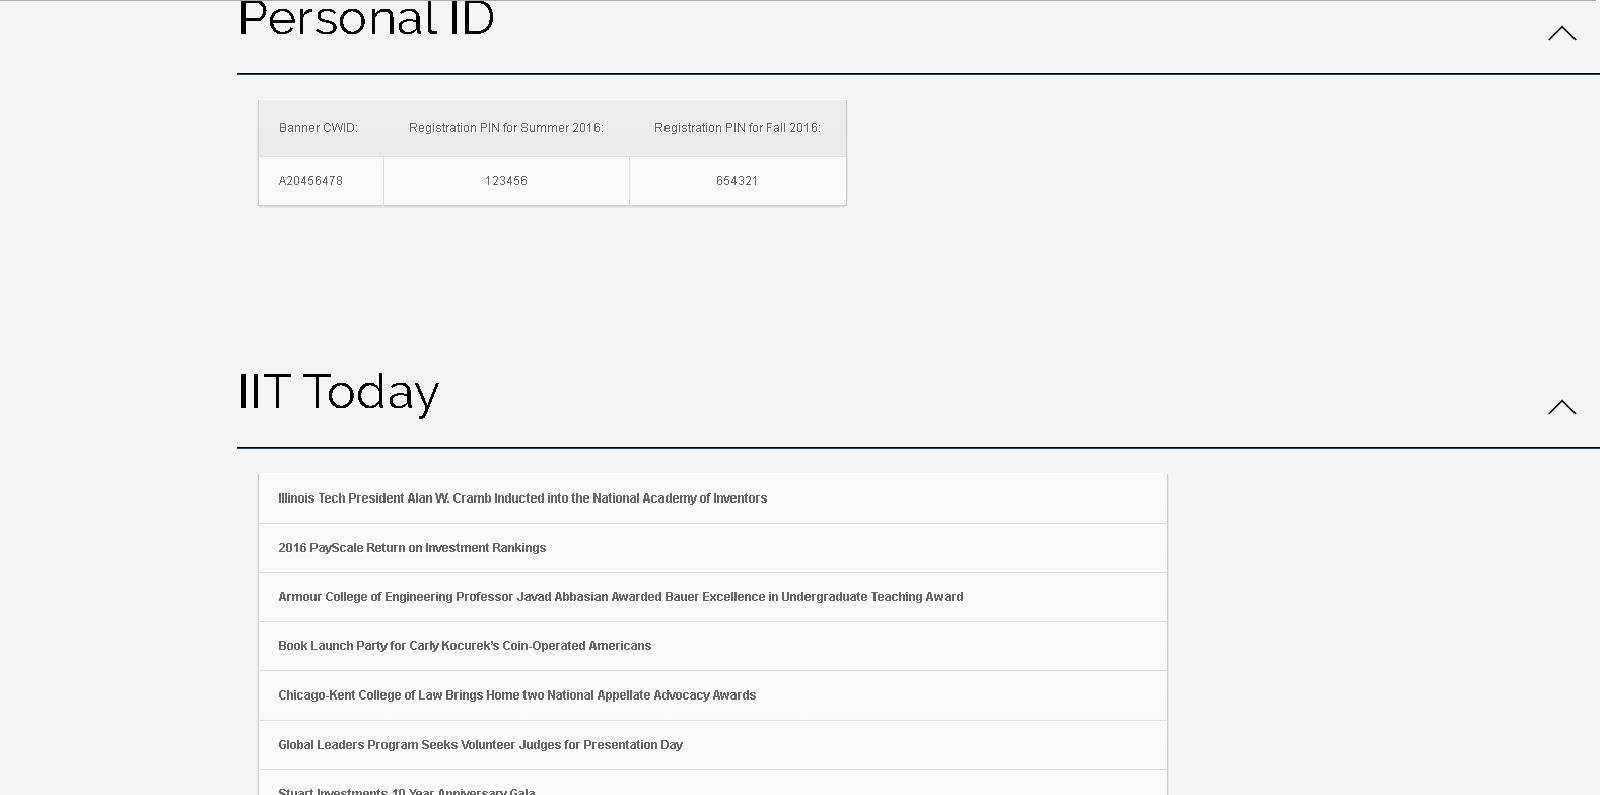 Personal ID
Banner CWID: Registration PIN for Summer 2016: Registration PIN for Fall 2016:
A20456478 123456 654321
IIT Today
Illinois Tech President Alan W. Cramb Inducted into the National Academy of Inventors
2016 PayScale Return on Investment Rankings
Armour College of Engineering Professor Javad Abbasian Awarded Bauer Excellence in Undergraduate Teaching Award
Book Launch Party for Carly Kocurek's Coin-Operated Americans
Chicago-Kent College of Law Brings Home two National Appellate Advocacy Awards
Global Leaders Program Seeks Volunteer Judges for Presentation Day
Stuart Investments 10 Year Anniversary Gala